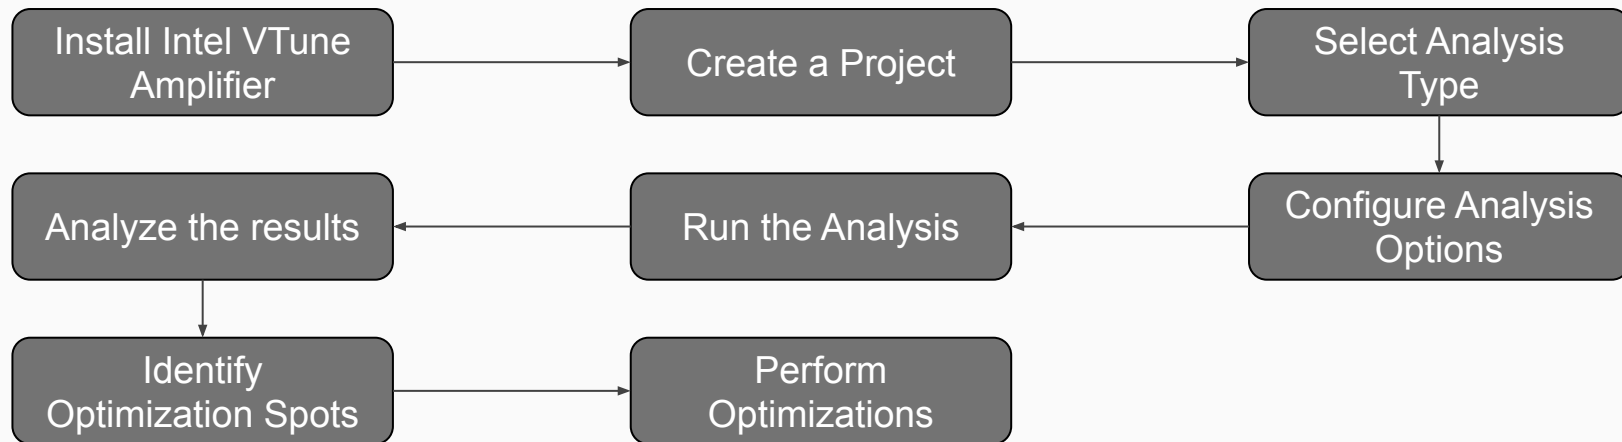 Install Intel VTune
Amplifier
Create a Project
Select Analysis
Type
Configure Analysis
Options
Run the Analysis
Analyze the results
Identify
Optimization Spots
Perform
Optimizations